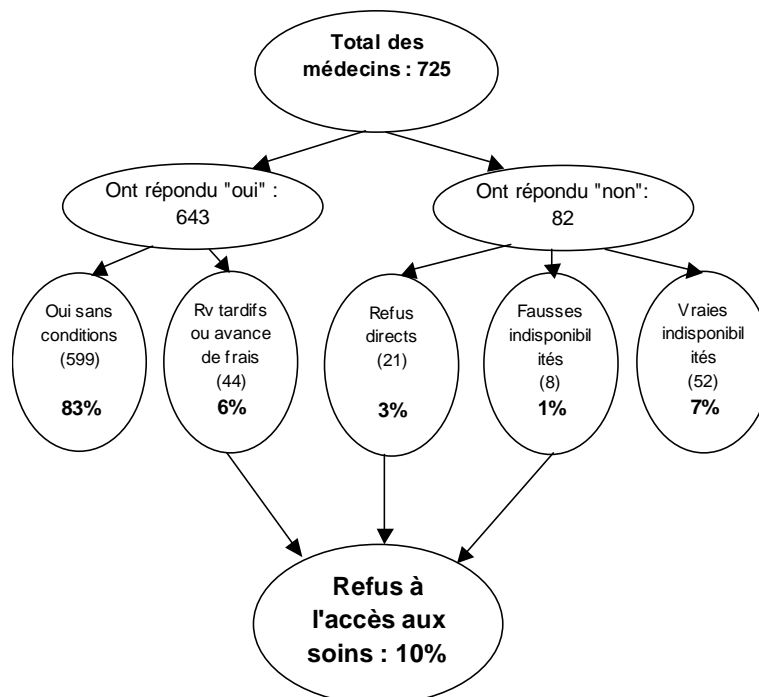 Total des
médecins : 725
Ont répondu "oui" :
643
Ont répondu "non":
82
Oui sans
conditions
(599)
83%
Rv tardifs
ou avance
de frais
(44)
6%
Refus
directs
(21)
3%
Fausses
indisponibil
ités
(8)
1%
Vraies
indisponibil
ités
(52)
7%
Refus à
l'accès aux
soins : 10%